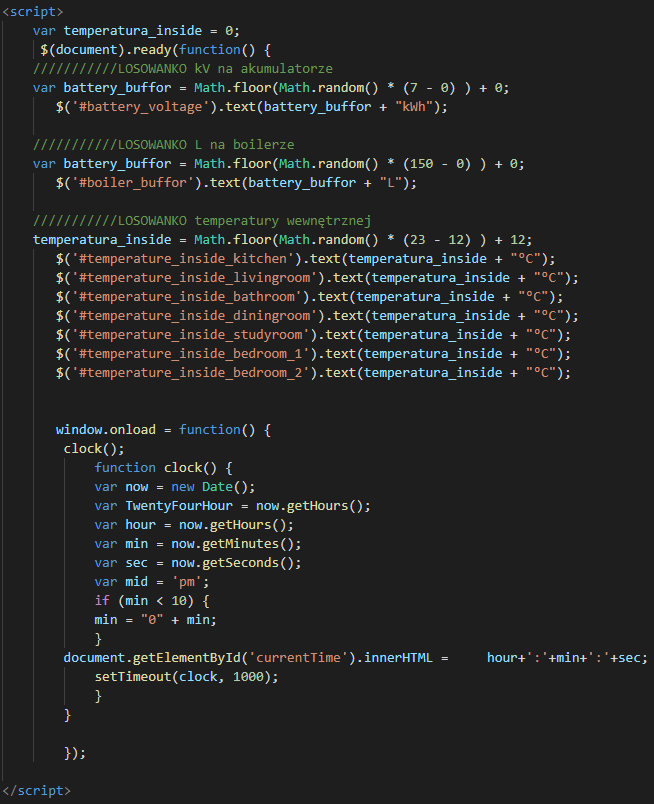 <script>
var temperatura_inside = 0;
$(document).ready(function() {
///////////LOSOWANKO kV na akumulatorze
var battery_buffor = Math.floor(Math.random() * (7 - 0) ) + 0;
$('#battery_voltage').text(battery_buffor + "kWh");
///////////LOSOWANKO L na boilerze
var battery_buffor = Math.floor(Math.random() * (150 - 0) ) + 0;
$('#boiler_buffor').text(battery_buffor + "L");
///////////LOSOWANKO temperatury wewnętrznej
temperatura_inside = Math.floor(Math.random() * (23 - 12) ) + 12;
$('#temperature_inside_kitchen').text(temperatura_inside + "°C");
$('#temperature_inside_livingroom').text(temperatura_inside + "°C");
$('#temperature_inside_bathroom').text(temperatura_inside + "°C");
$('#temperature_inside_diningroom').text(temperatura_inside + "°C");
$('#temperature_inside_studyroom').text(temperatura_inside + "°C");
$('#temperature_inside_bedroom_1').text(temperatura_inside + "°C");
$('#temperature_inside_bedroom_2').text(temperatura_inside + "°C");
window.onload = function() {
clock();
function clock() {
var now = new Date();
var TwentyFourHour = now.getHours();
var hour = now.getHours();
var min = now.getMinutes();
var sec = now.getSeconds();
var mid = 'pm';
if (min < 10) {
min = "0" + min;
}
document.getElementById('currentTime').innerHTML =     hour+':'+min+':'+sec;
setTimeout(clock, 1000);
}
}
});
</script>